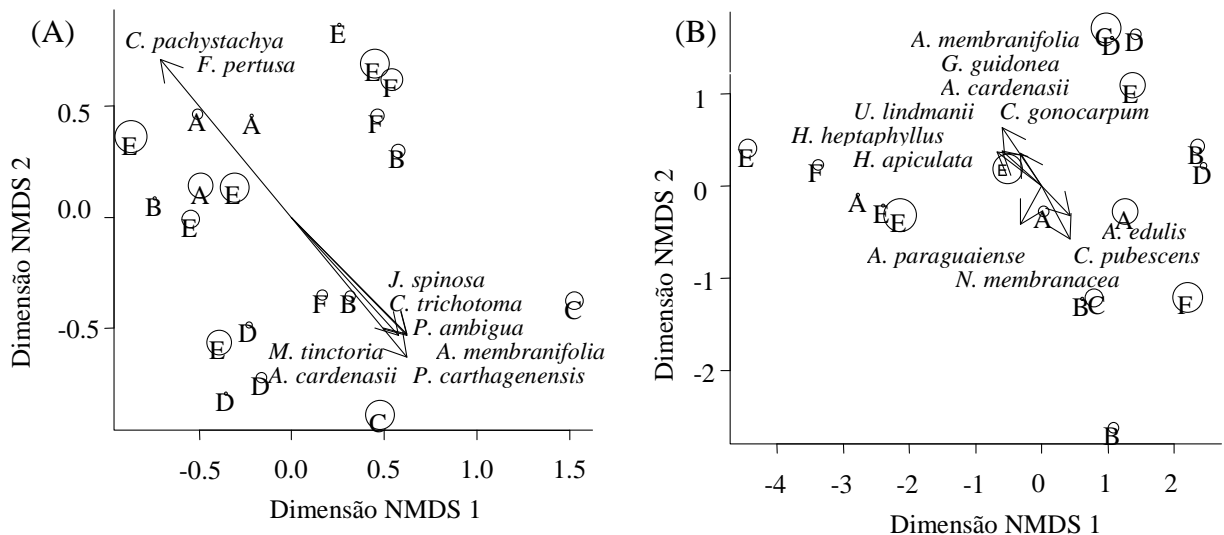 (A)
C. pachystachya
F. pertusa
E
E
F
F
B
A
A
E
A
E
B
E
F
B
C
D
E
D
D
C
J. spinosa
C. trichotoma
P. ambigua
M. tinctoria A. membranifolia
A. cardenasii P. carthagenensis
0.5
0.0
-0.5
Dimensão NMDS 2
-0.5 0.0 0.5 1.0 1.5
Dimensão NMDS 1
(B)
A. membranifolia
G. guidonea
A. cardenasii
U. lindmanii C. gonocarpum
H. heptaphyllus
H. apiculata
C
D
D
E
B
D
E
F
E
A
E
E
A
A
A. edulis
A. paraguaiense C. pubescens
N. membranacea
B
C
E
B
1
0
-1
-2
Dimensão NMDS 2
-4 -3 -2 -1 0 1 2
Dimensão NMDS 1